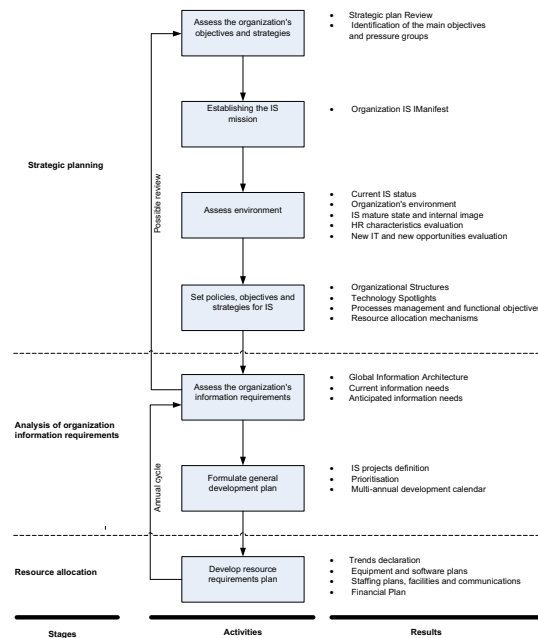 Assess the organization's
objectives and strategies
• Strategic plan Review
• Identification of the main objectives
and pressure groups
Establishing the IS
mission
• Organization IS IManifest
Strategic planning
Possible review
Assess environment
• Current IS status
• Organization's environment
• IS mature state and internal image
• HR characteristics evaluation
• New IT and new opportunities evaluation
Set policies, objectives and
strategies for IS
• Organizational Structures
• Technology Spotlights
• Processes management and functional objectives
• Resource allocation mechanisms
Analysis of organization
information requirements
Assess the organization's
information requirements
• Global Information Architecture
• Current information needs
• Anticipated information needs
Annual cycle
Formulate general
development plan
• IS projects definition
• Prioritisation
• Multi-annual development calendar
Resource allocation
Develop resource
requirements plan
• Trends declaration
• Equipment and software plans
• Staffing plans, facilities and communications
• Financial Plan
Stages
Activities
Results